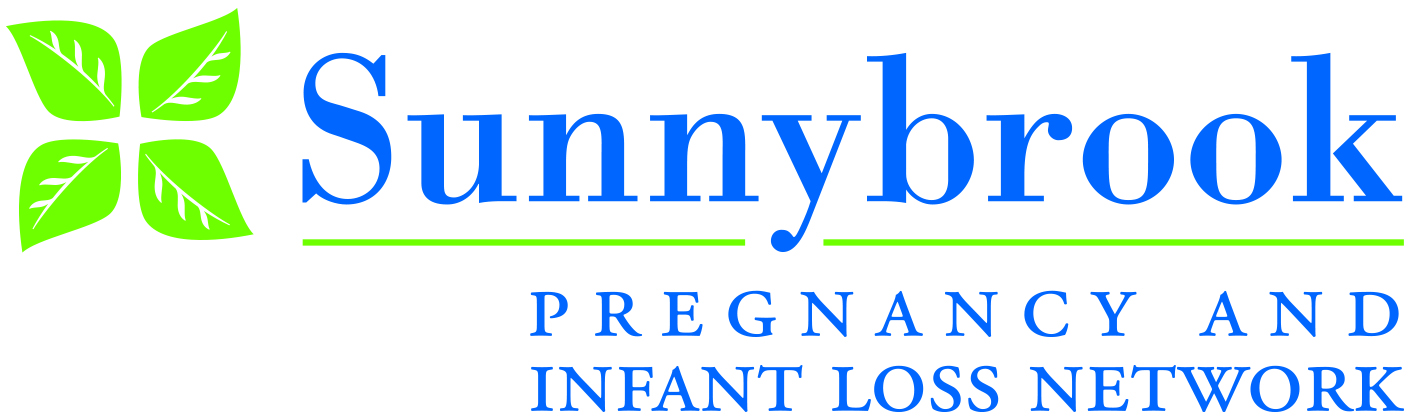 Sunnybrook
PREGNANCY AND
INFANT LOSS NETWORK